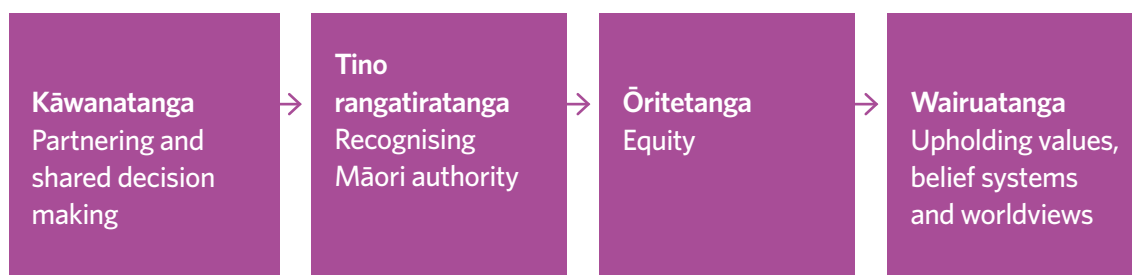 Kāwanatanga
Partnering and
shared decision
making
Tino
rangatiratanga
Recognising
Māori authority
Ōritetanga
Equity
Wairuatanga
Upholding values,
belief systems
and worldviews